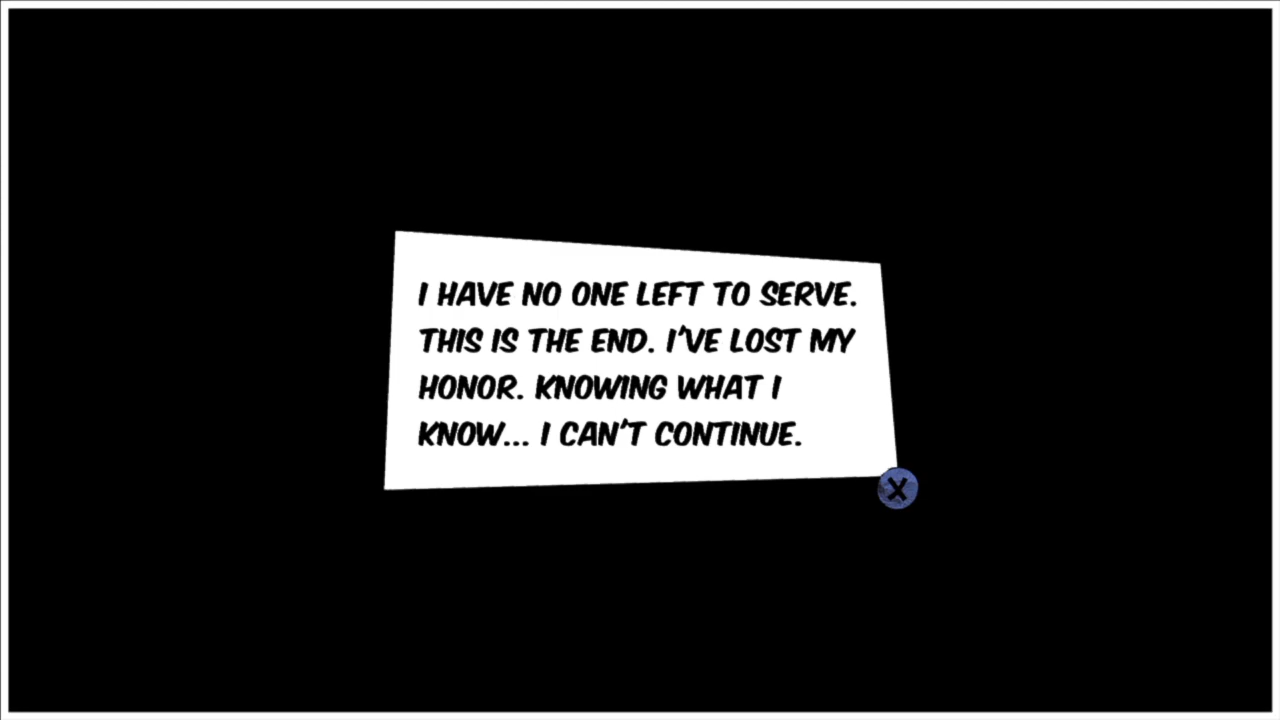 I HAVE NO ONE LEFT TO SERVE.
THIS IS THE END. I'VE LOST MY
HONOR. KNOWING WHAT I
KNOW... I CAN'T CONTINUE.
X